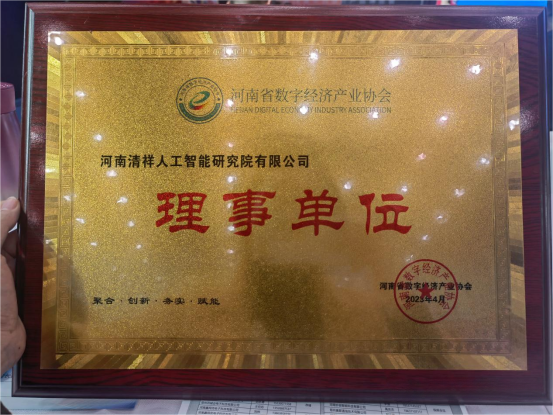 河南省数字经济产业协会
HENAN DIGITAL ECONOMY INDUSTRY ASSOCIATION
河南清样人工智能研究院有限公司
理事单位
聚合·创新·务实·赋能
河南省数字经济产业协会
2023年4月